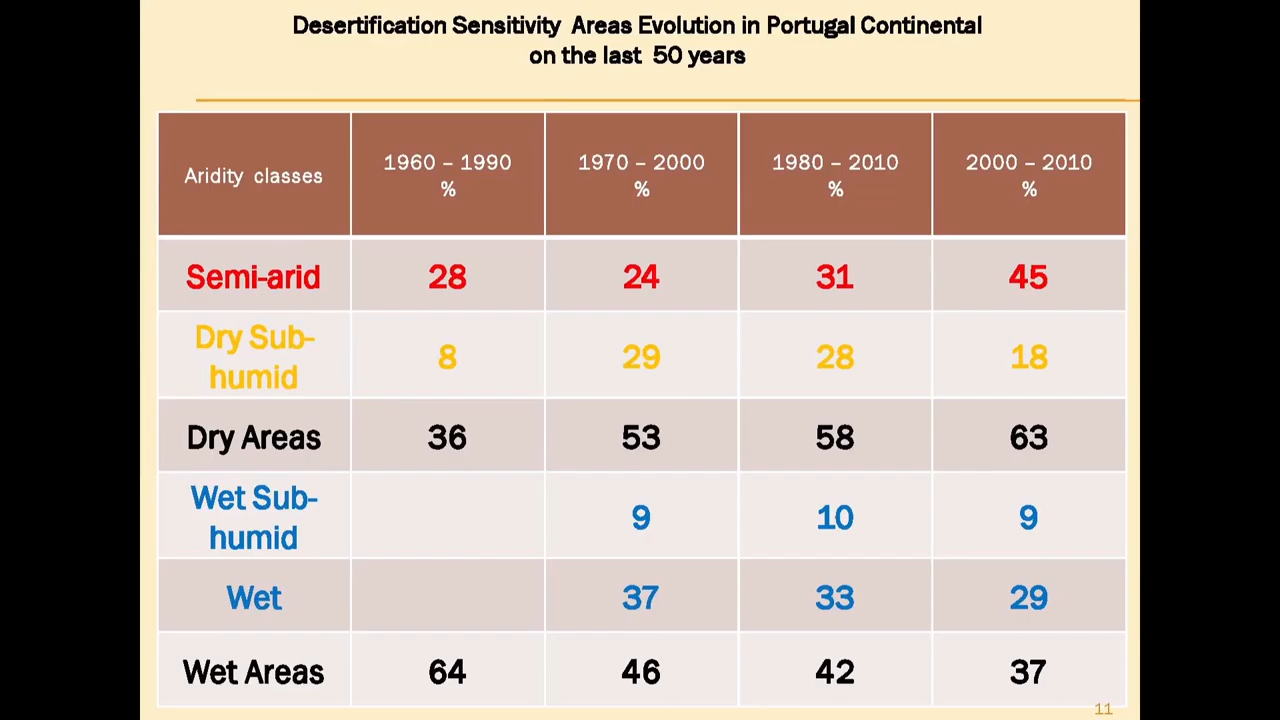 Desertification Sensitivity Areas Evolution in Portugal Continental
on the last 50 years
Aridity classes
1960 – 1990
%
1970 – 2000
%
1980 – 2010
%
2000 – 2010
%
Semi-arid 28 24 31 45
Dry Sub-
humid
8 29 28 18
Dry Areas 36 53 58 63
Wet Sub-
humid
9 10 9
Wet 37 33 29
Wet Areas 64 46 42 37
11